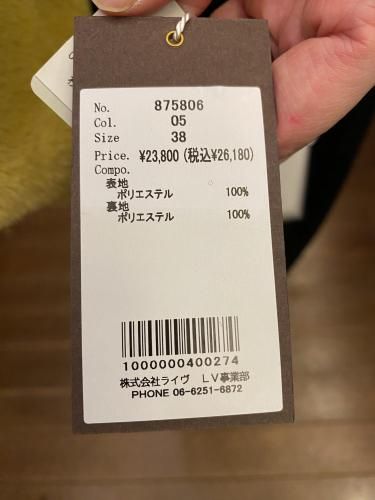 No. 875806
Col. 05
Size 38
Price. ¥23,800(税込¥26,180)
Compo.
表地
ポリエステル 100%
裏地
ポリエステル 100%
1000000400274
株式会社ライヴ LV事業部
PHONE 06-6251-6872